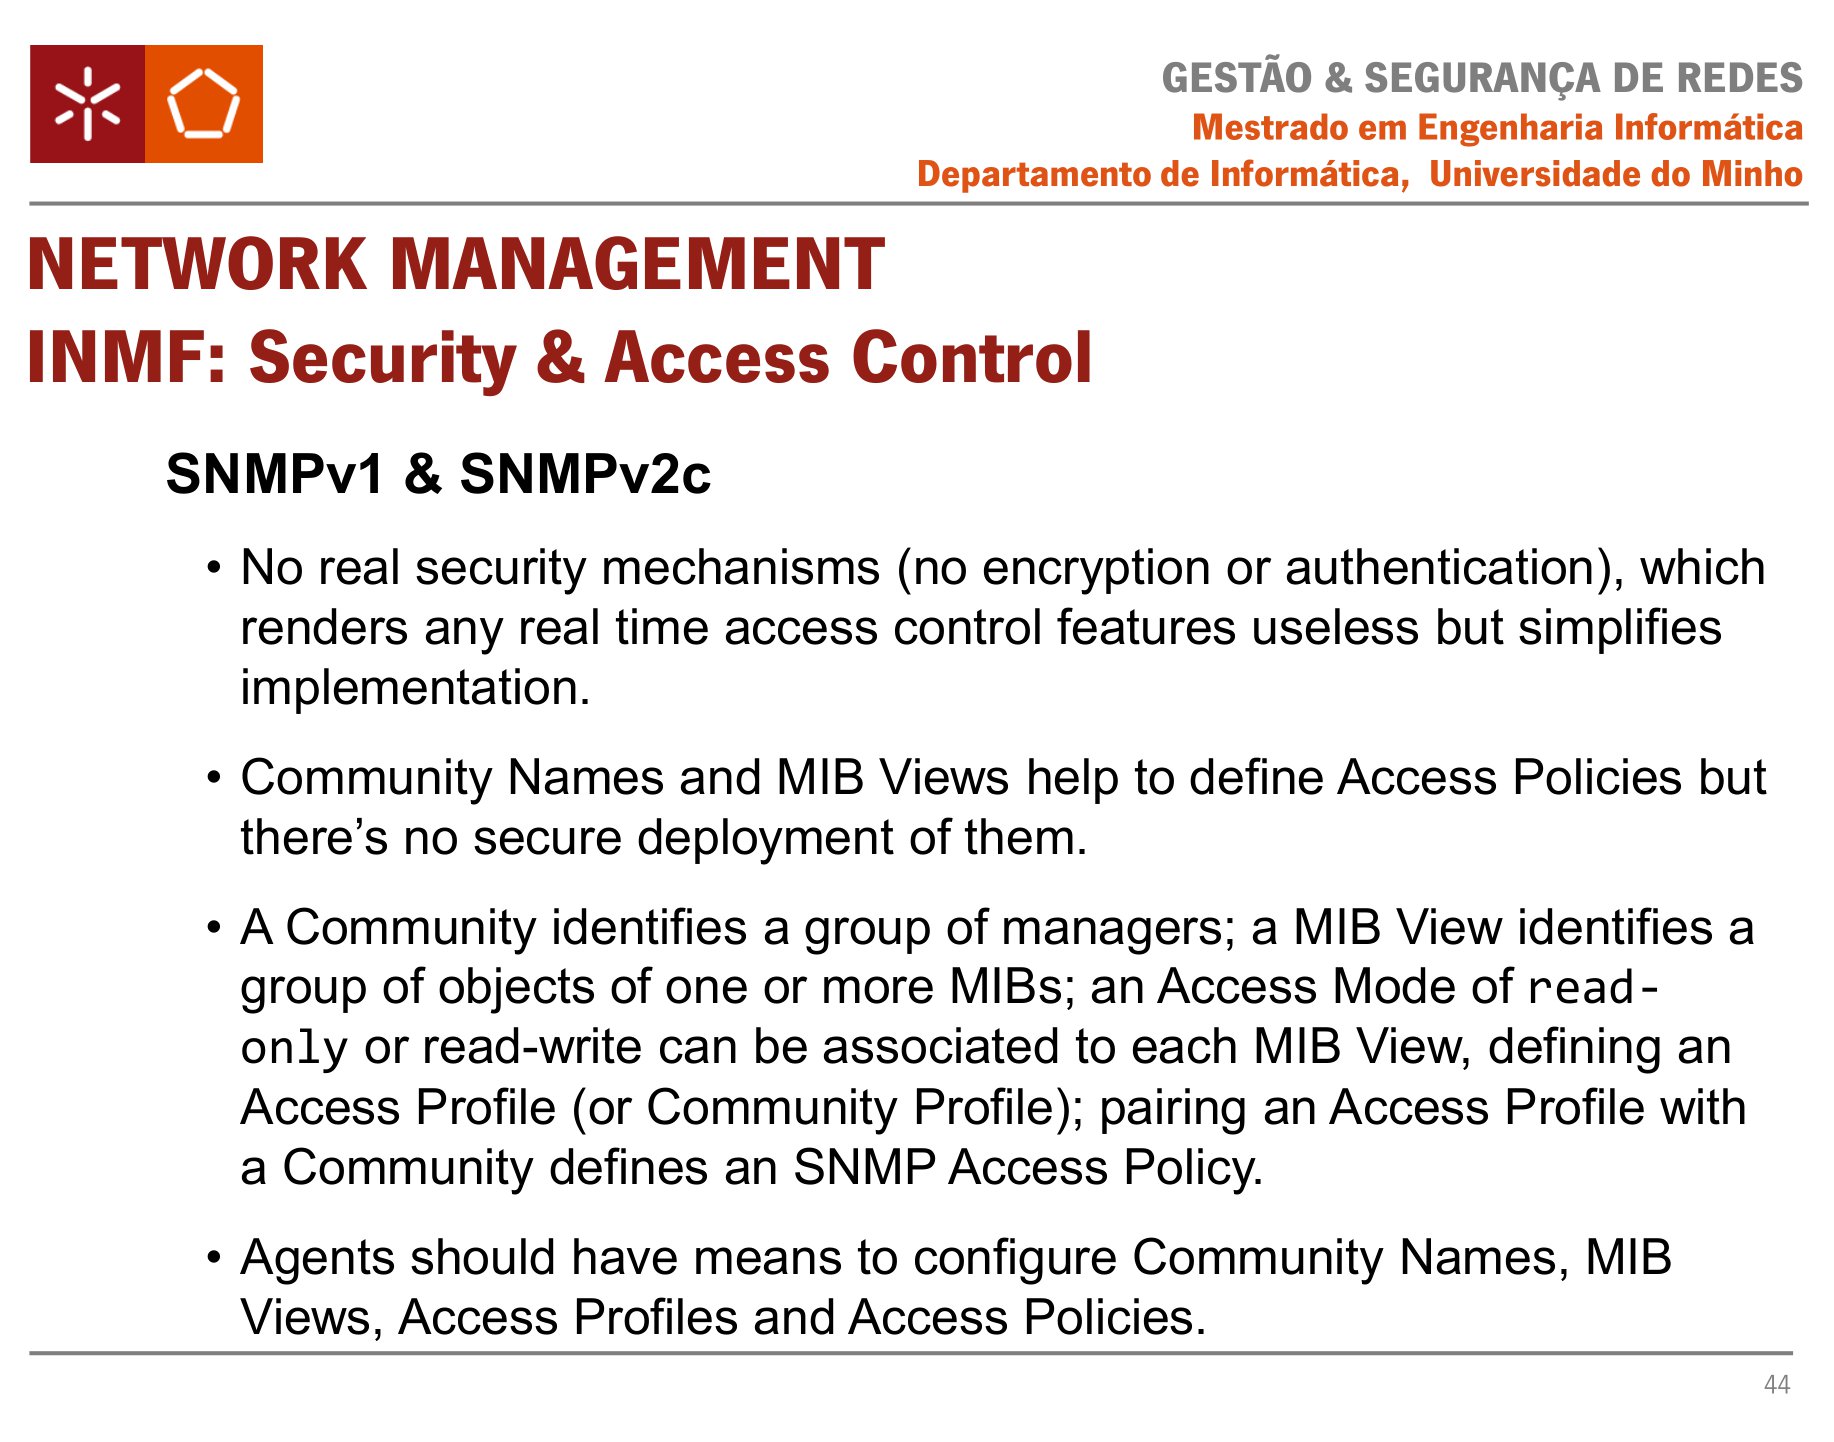 GESTÃO & SEGURANÇA DE REDES
Mestrado em Engenharia Informática
Departamento de Informática, Universidade do Minho
NETWORK MANAGEMENT
INMF: Security & Access Control
SNMPv1 & SNMPv2c
• No real security mechanisms (no encryption or authentication), which
renders any real time access control features useless but simplifies
implementation.
• Community Names and MIB Views help to define Access Policies but
there’s no secure deployment of them.
• A Community identifies a group of managers; a MIB View identifies a
group of objects of one or more MIBs; an Access Mode of read-
only or read-write can be associated to each MIB View, defining an
Access Profile (or Community Profile); pairing an Access Profile with
a Community defines an SNMP Access Policy.
• Agents should have means to configure Community Names, MIB
Views, Access Profiles and Access Policies.
44